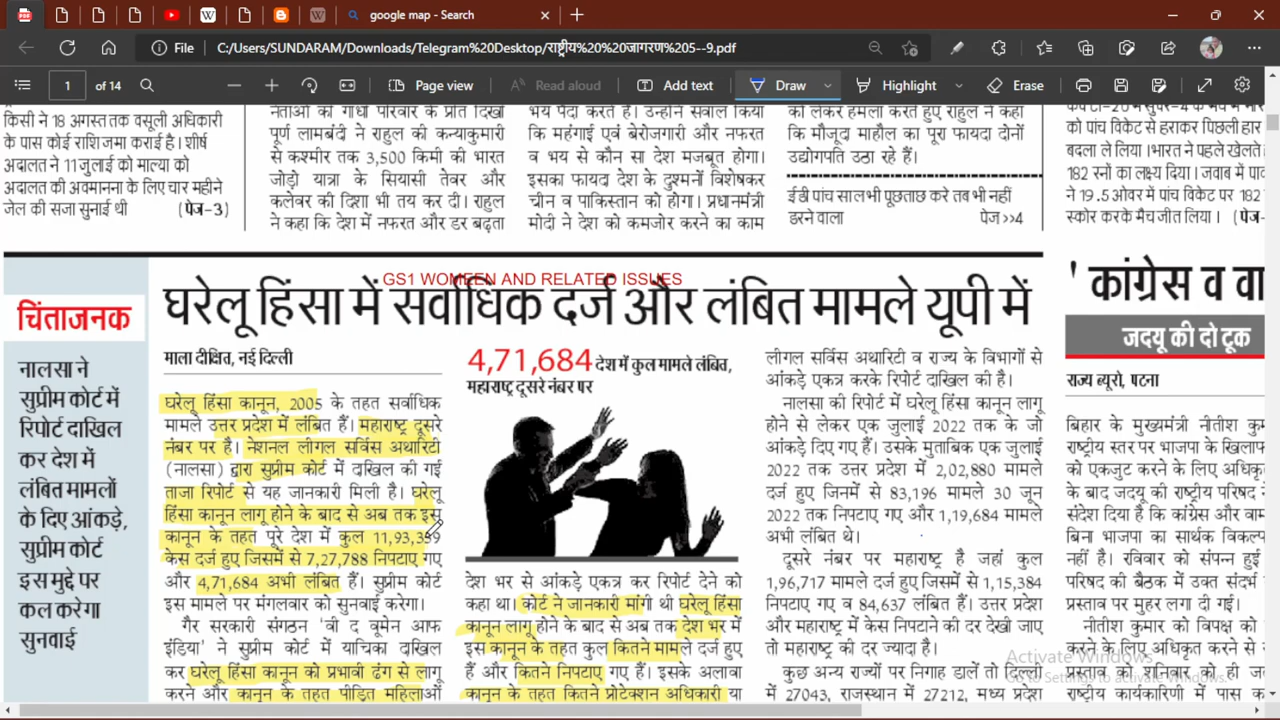 google map - Search
File
C:/Users/SUNDARAM/Downloads/Telegram%20Desktop/राष्ट्रीय%20%20जागरण%205--9.pdf
1 of 14
Page view
Read aloud
Add text
Draw
Highlight
Erase
किसी ने 18 अगस्त तक वसूली अधिकारी
के पास कोई राशि जमा कराई है। शीर्ष
अदालत ने 11 जुलाई को माल्या को
अदालत की अवमानना के लिए चार महीने
जेल की सजा सुनाई थी (पेज-3)
नेताओं की गांधी परिवार के प्रति दिखी
पूर्ण लामबंदी ने राहुल की कन्याकुमारी
से कश्मीर तक 3,500 किमी की भारत
जोड़ो यात्रा के सियासी तेवर और
कलेवर की दिशा भी तय कर दी। राहुल
ने कहा कि देश में नफरत और डर बढ़ता
भय पैदा करते हैं। उन्होंने सवाल किया
कि महंगाई एवं बेरोजगारी और नफरत
व भय से कौन सा देश मजबूत होगा।
इसका फायदा देश के दुश्मनों विशेषकर
चीन व पाकिस्तान को होगा। प्रधानमंत्री
मोदी ने देश को कमजोर करने का काम
को लेकर हमला करते हुए राहुल ने कहा
कि मौजूदा माहौल का पूरा फायदा दोनों
उद्योगपति उठा रहे हैं।
ईडी पांच साल भी पूछताछ करे तब भी नहीं
डरने वाला पेज >>4
को पांच विकेट से हराकर पिछली हार
बदला ले लिया। भारत ने पहले खेलते
182 रनों का लक्ष्य दिया। जवाब में पा
ने 19.5 ओवर में पांच विकेट पर 182
स्कोर करके मैच जीत लिया। (पेज-
GS1 WOMEEN AND RELATED ISSUES
घरेलू हिंसा में सर्वाधिक दर्ज और लंबित मामले यूपी में
चिंताजनक
नालसा ने
सुप्रीम कोर्ट में
रिपोर्ट दाखिल
कर देश में
लंबित मामलों
के दिए आंकड़े,
सुप्रीम कोर्ट
इस मुद्दे पर
कल करेगा
सुनवाई
माला दीक्षित, नई दिल्ली
घरेलू हिंसा कानून, 2005 के तहत सर्वाधिक
मामले उत्तर प्रदेश में लंबित हैं। महाराष्ट्र दूसरे
नंबर पर है। नेशनल लीगल सर्विस अथारिटी
(नालसा) द्वारा सुप्रीम कोर्ट में दाखिल की गई
ताजा रिपोर्ट से यह जानकारी मिली है। घरेलू
हिंसा कानून लागू होने के बाद से अब तक इस
कानून के तहत पूरे देश में कुल 11,93,359
केस दर्ज हुए जिसमें से 7,27,788 निपटाए गए
और 4,71,684 अभी लंबित हैं। सुप्रीम कोर्ट
इस मामले पर मंगलवार को सुनवाई करेगा।
गैर सरकारी संगठन 'वी द वूमेन आफ
इंडिया' ने सुप्रीम कोर्ट में याचिका दाखिल
कर घरेलू हिंसा कानून को प्रभावी ढंग से लागू
करने और कानून के तहत पीड़ित महिलाओं
4,71,684 देश में कुल मामले लंबित,
महाराष्ट्र दूसरे नंबर पर
देश भर से आंकड़े एकत्र कर रिपोर्ट देने को
कहा था। कोर्ट ने जानकारी मांगी थी घरेलू हिंसा
कानून लागू होने के बाद से अब तक देश भर में
इस कानून के तहत कुल कितने मामले दर्ज हुए
हैं और कितने निपटाए गए हैं। इसके अलावा
कानून के तहत कितने प्रोटेक्शन अधिकारी या
लीगल सर्विस अथारिटी व राज्य के विभागों से
आंकड़े एकत्र करके रिपोर्ट दाखिल की है।
नालसा की रिपोर्ट में घरेलू हिंसा कानून लागू
होने से लेकर एक जुलाई 2022 तक के जो
आंकड़े दिए गए हैं। उसके मुताबिक एक जुलाई
2022 तक उत्तर प्रदेश में 2,02,880 मामले
दर्ज हुए जिनमें से 83,196 मामले 30 जून
2022 तक निपटाए गए और 1,19,684 मामले
अभी लंबित थे।
दूसरे नंबर पर महाराष्ट्र है जहां कुल
1,96,717 मामले दर्ज हुए जिसमें से 1,15,384
निपटाए गए व 84,637 लंबित हैं। उत्तर प्रदेश
और महाराष्ट्र में केस निपटाने की दर देखी जाए
तो महाराष्ट्र की दर ज्यादा है।
कुछ अन्य राज्यों पर निगाह डालें तो दिल्ली
में 27043, राजस्थान में 27212, मध्य प्रदेश
' कांग्रेस व वा
जदयू की दो टूक
राज्य ब्यूरो, पटना
बिहार के मुख्यमंत्री नीतीश कुम
राष्ट्रीय स्तर पर भाजपा के खिलाफ
को एकजुट करने के लिए अधिकृत
के बाद जदयू की राष्ट्रीय परिषद
संदेश दिया है कि कांग्रेस और वाम
बिना भाजपा का सार्थक विकल्प
नहीं है। रविवार को संपन्न हुई
परिषद की बैठक में उक्त संदर्भ
प्रस्ताव पर मुहर लगा दी गई।
नीतीश कुमार को विपक्ष को
करने के लिए अधिकृत करने से
प्रस्ताव को शनिवार को ही जद
राष्ट्रीय कार्यकारिणी में पास क
Activate Windows
Go to Settings to activate Windows.